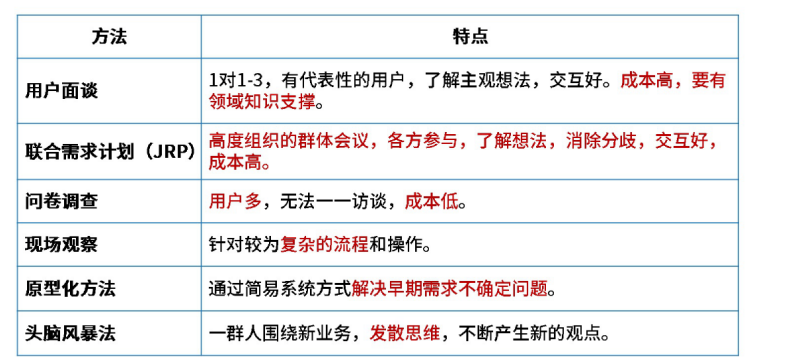 方法
特点
用户面谈
1对1-3，有代表性的用户，了解主观想法，交互好。成本高，要有
领域知识支撑。
联合需求计划（JRP）
高度组织的群体会议，各方参与，了解想法，消除分歧，交互好，
成本高。
问卷调查
用户多，无法一一访谈，成本低。
现场观察
针对较为复杂的流程和操作。
原型化方法
通过简易系统方式解决早期需求不确定问题。
头脑风暴法
一群人围绕新业务，发散思维，不断产生新的观点。